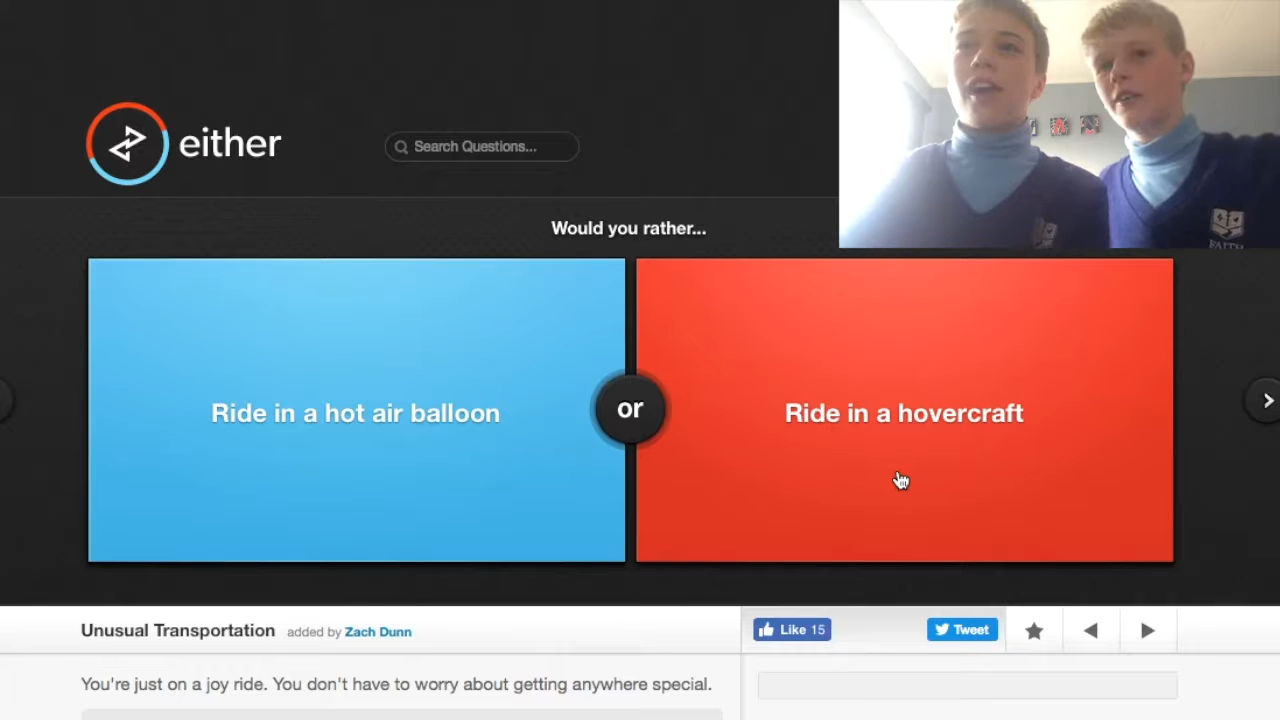 either
Search Questions...
FAITH
Would you rather...
Ride in a hot air balloon
or
Ride in a hovercraft
Unusual Transportation added by Zach Dunn
Like 15
Tweet
You're just on a joy ride. You don't have to worry about getting anywhere special.